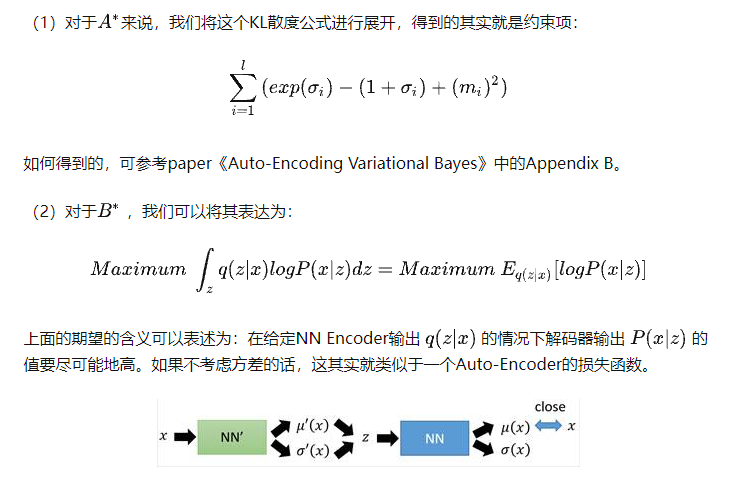 （1）对于A*来说，我们将这个KL散度公式进行展开，得到的其实就是约束项：
\sum_{i=1}^{l} (exp(σ_i) − (1 + σ_i) + (m_i)^2)
如何得到的，可参考paper《Auto-Encoding Variational Bayes》中的Appendix B。
（2）对于B*，我们可以将其表达为：
Maximum \int_z q(z|x)logP(x|z)dz = Maximum E_{q(z|x)}[logP(x|z)]
上面的期望的含义可以表述为：在给定NN Encoder输出 q(z|x) 的情况下解码器输出 P(x|z) 的
值要尽可能地高。如果不考虑方差的话，这其实就类似于一个Auto-Encoder的损失函数。
close
x NN′ μ′(x) z NN μ(x) x
σ′(x) σ(x)